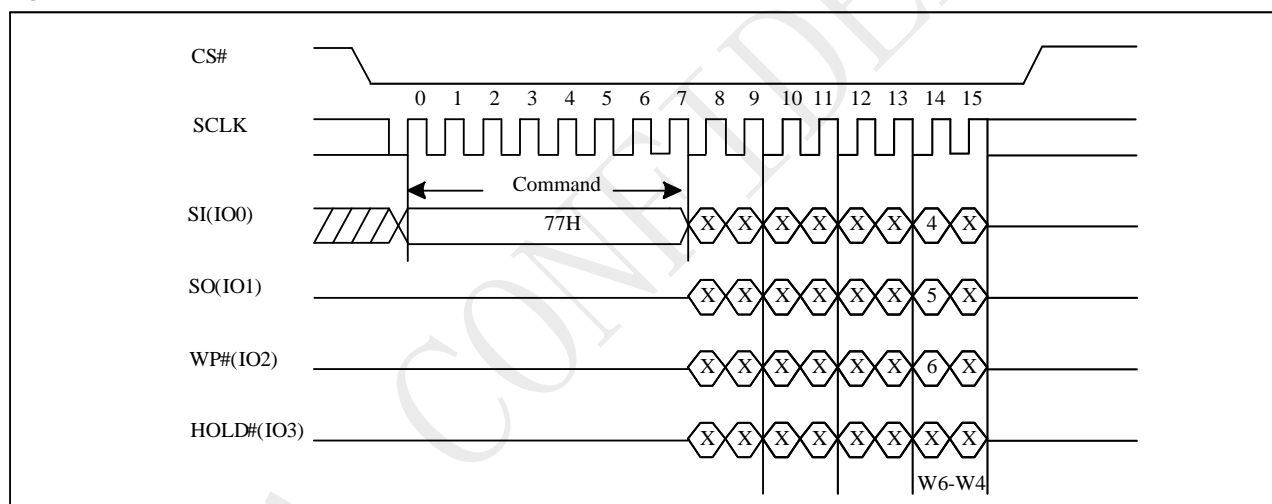 CS#
0 1 2 3 4 5 6 7 8 9 10 11 12 13 14 15
SCLK
Command
SI(IO0) 77H X X X X X X 4 X
SO(IO1) X X X X X X 5 X
WP#(IO2) X X X X X X 6 X
HOLD#(IO3) X X X X X X X X
W6-W4